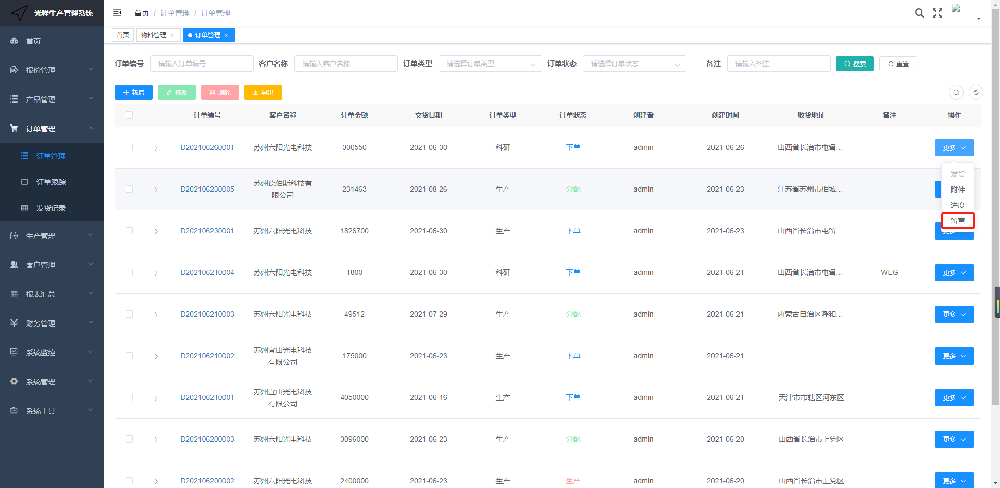 光程生产管理系统
首页 / 订单管理 / 订单管理
首页
物料管理 ×
订单管理 ×
首页
报价管理
产品管理
订单管理
订单管理
订单跟踪
发货记录
生产管理
客户管理
报表汇总
财务管理
系统监控
系统管理
系统工具
订单编号 请输入订单编号 客户名称 请输入客户名称 订单类型 请选择订单类型 订单状态 请选择订单状态 备注 请输入备注 搜索 重置
新增 修改 删除 导出
订单编号 客户名称 订单金额 交货日期 订单类型 订单状态 创建者 创建时间 收货地址 备注 操作
D202106260001 苏州六阳光电科技 300550 2021-06-30 科研 下单 admin 2021-06-26 山西省长治市屯留... 更多
发货
附件
进度
留言
D202106230005 苏州德伯斯科技有 231463 2021-08-26 生产 分配 admin 2021-06-23 江苏省苏州市相城...
限公司
D202106230001 苏州六阳光电科技 1826700 2021-06-30 生产 下单 admin 2021-06-23 山西省长治市屯留...
D202106210004 苏州六阳光电科技 1800 2021-06-30 科研 下单 admin 2021-06-21 山西省长治市屯留... WEG 更多
D202106210003 苏州六阳光电科技 49512 2021-07-29 生产 分配 admin 2021-06-21 内蒙古自治区呼和... 更多
D202106210002 苏州宜山光电科技 175000 2021-06-23 生产 下单 admin 2021-06-21 更多
有限公司
D202106210001 苏州宜山光电科技 4050000 2021-06-16 生产 下单 admin 2021-06-21 天津市市辖区河东区 更多
有限公司
D202106200003 苏州六阳光电科技 3096000 2021-06-23 生产 分配 admin 2021-06-20 山西省长治市上党区 更多
D202106200002 苏州六阳光电科技 2400000 2021-06-23 生产 生产 admin 2021-06-20 山西省长治市上党区 更多